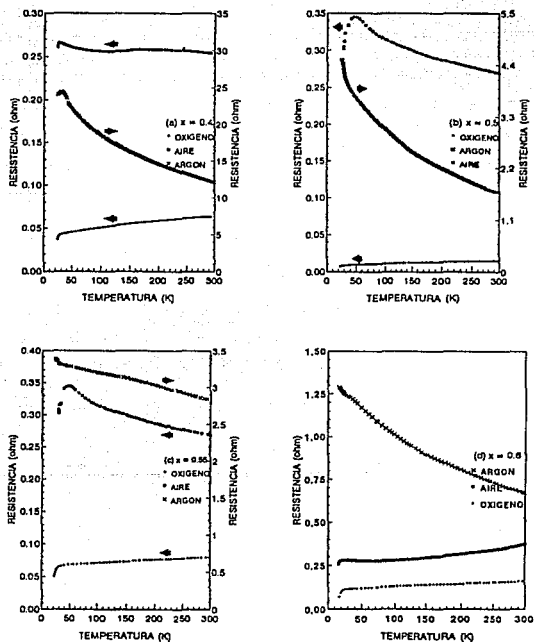 0.30
0.25
0.20
0.15
0.10
0.05
0.00
RESISTENCIA (ohm)
35
30
25
20
15
10
5
0
RESISTENCIA (ohm)
(a) x = 0.4
OXIGENO
AIRE
ARGON
0 50 100 150 200 250 300
TEMPERATURA (K)
0.35
0.30
0.25
0.20
0.15
0.10
0.05
0.00
RESISTENCIA (ohm)
5.5
4.4
3.3
2.2
1.1
0
RESISTENCIA (ohm)
(b) x = 0.5
OXIGENO
ARGON
AIRE
0 50 100 150 200 250 300
TEMPERATURA (K)
0.40
0.35
0.30
0.25
0.20
0.15
0.10
0.05
0.00
RESISTENCIA (ohm)
3.5
3
2.5
2
1.5
1
0.5
0
RESISTENCIA (ohm)
(c) x = 0.55
OXIGENO
AIRE
ARGON
0 50 100 150 200 250 300
TEMPERATURA (K)
1.50
1.25
1.00
0.75
0.50
0.25
0.00
RESISTENCIA (ohm)
(d) x = 0.6
ARGON
AIRE
OXIGENO
0 50 100 150 200 250 300
TEMPERATURA (K)